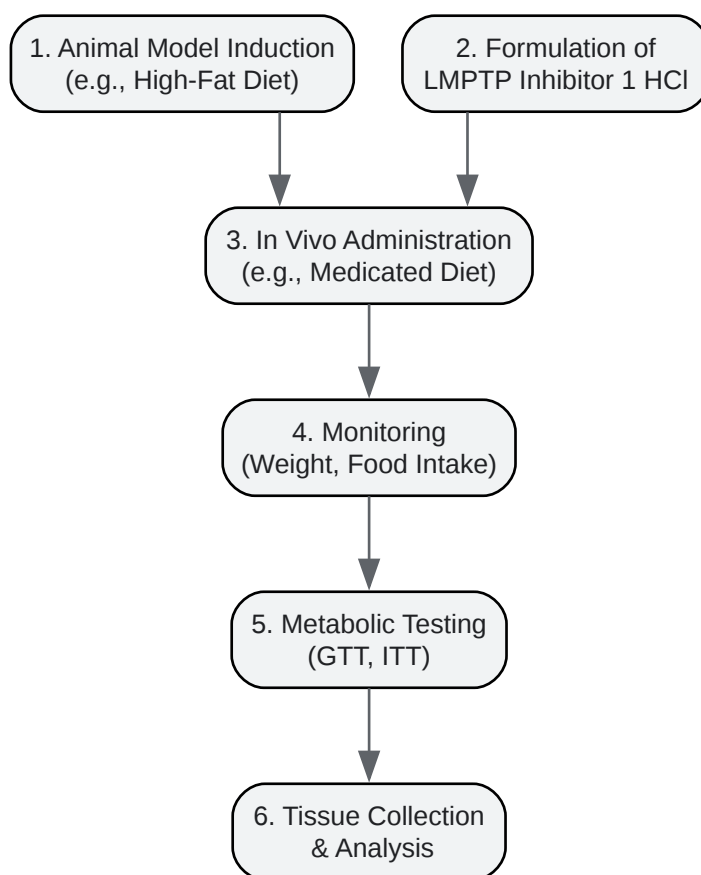 1. Animal Model Induction
(e.g., High-Fat Diet)
2. Formulation of
LMPTP Inhibitor 1 HCl
3. In Vivo Administration
(e.g., Medicated Diet)
4. Monitoring
(Weight, Food Intake)
5. Metabolic Testing
(GTT, ITT)
6. Tissue Collection
& Analysis